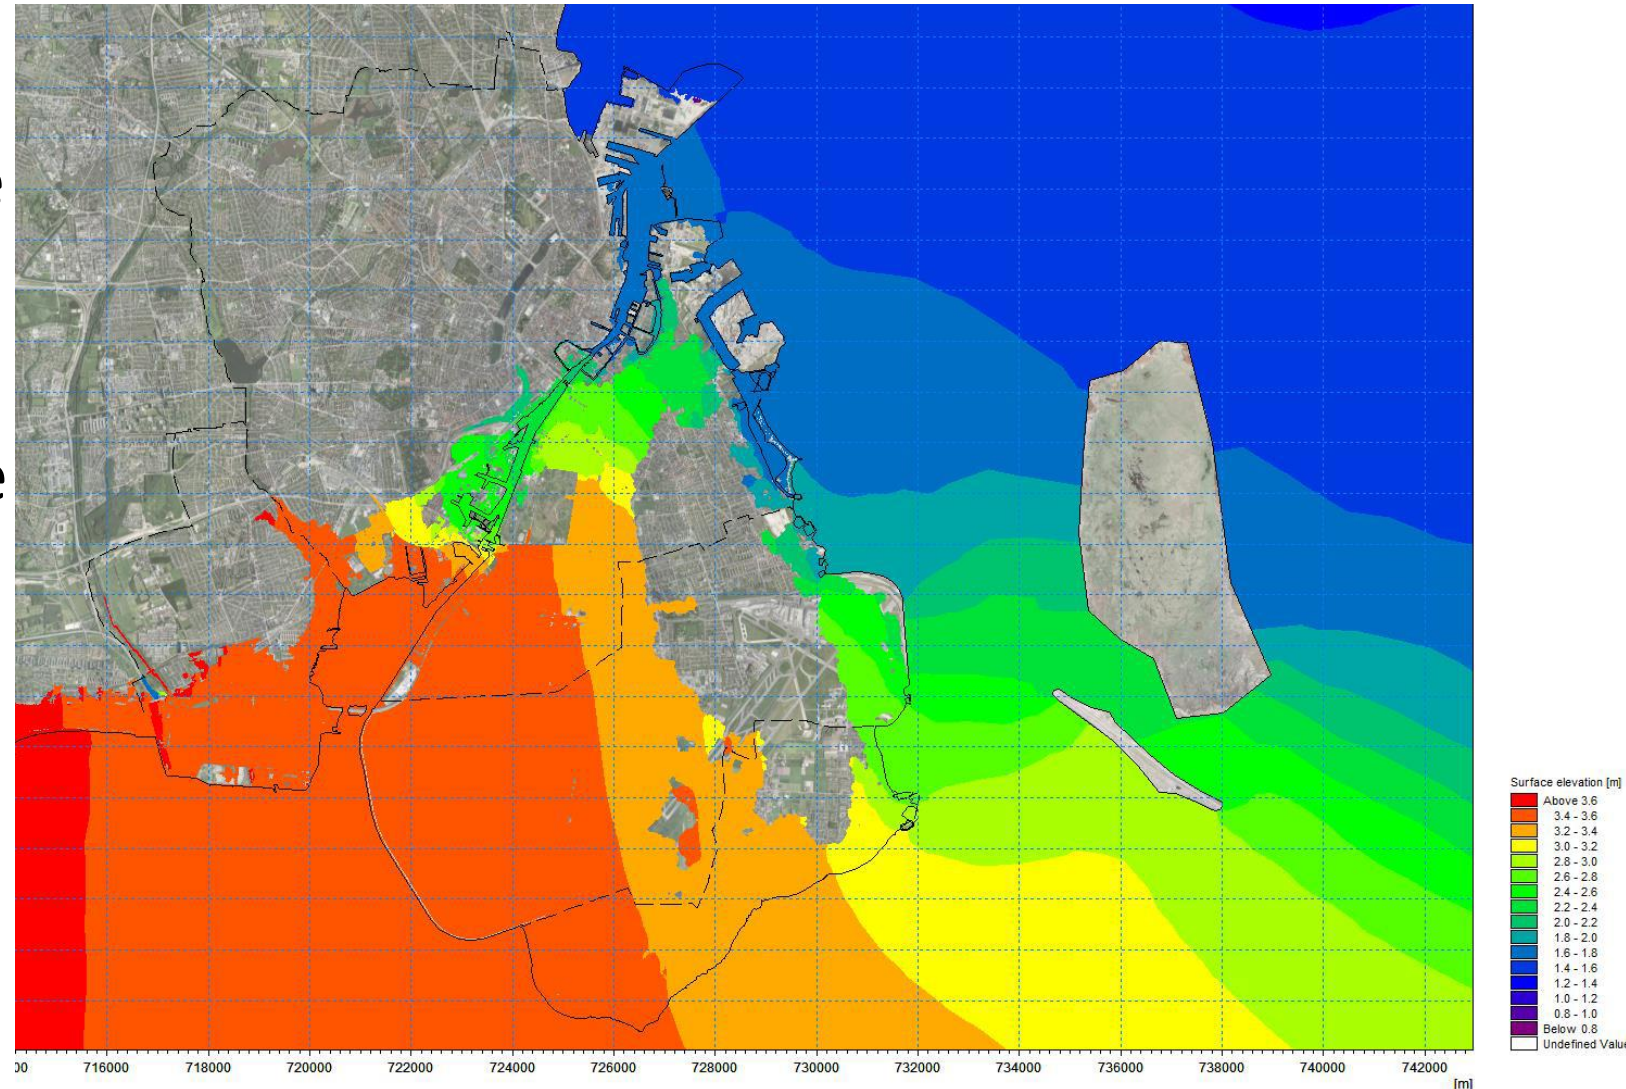 e
e
Surface elevation [m]
Above 3.6
3.4 - 3.6
3.2 - 3.4
3.0 - 3.2
2.8 - 3.0
2.6 - 2.8
2.4 - 2.6
2.2 - 2.4
2.0 - 2.2
1.8 - 2.0
1.6 - 1.8
1.4 - 1.6
1.2 - 1.4
1.0 - 1.2
0.8 - 1.0
Below 0.8
Undefined Value
00 716000 718000 720000 722000 724000 726000 728000 730000 732000 734000 736000 738000 740000 742000
[m]